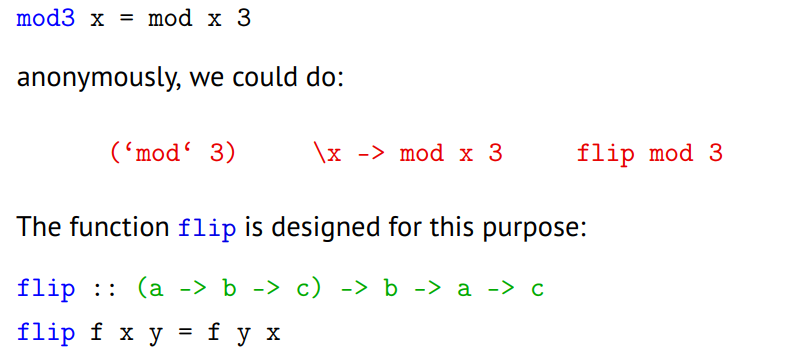 mod3 x = mod x 3
anonymously, we could do:
(‘mod‘ 3) \x -> mod x 3 flip mod 3
The function flip is designed for this purpose:
flip :: (a -> b -> c) -> b -> a -> c
flip f x y = f y x